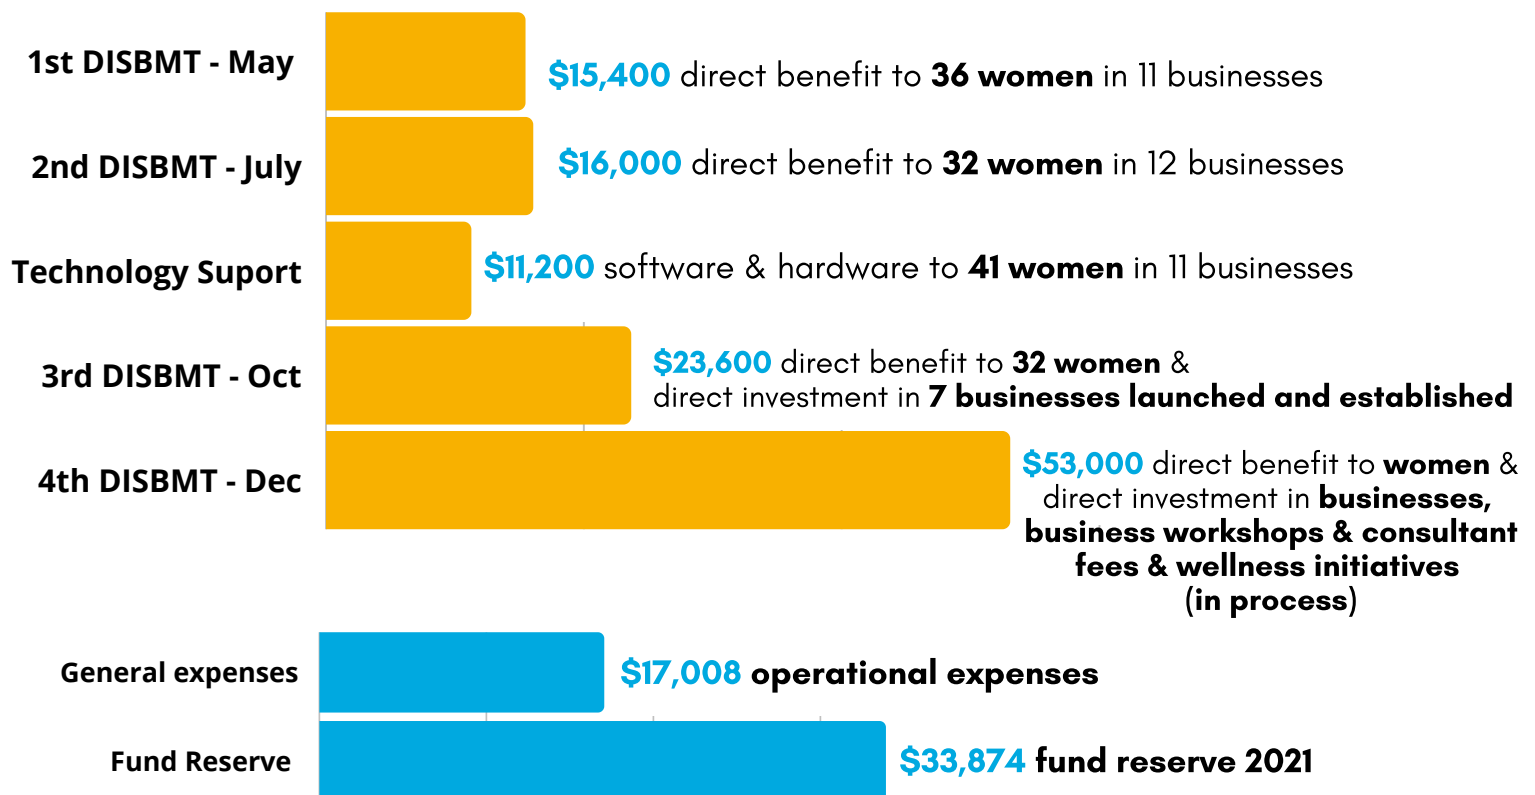 1st DISBMT - May
$15,400 direct benefit to 36 women in 11 businesses
2nd DISBMT - July
$16,000 direct benefit to 32 women in 12 businesses
Technology Suport
$11,200 software & hardware to 41 women in 11 businesses
3rd DISBMT - Oct
$23,600 direct benefit to 32 women &
direct investment in 7 businesses launched and established
4th DISBMT - Dec
$53,000 direct benefit to women &
direct investment in businesses,
business workshops & consultant
fees & wellness initiatives
(in process)
General expenses
$17,008 operational expenses
Fund Reserve
$33,874 fund reserve 2021